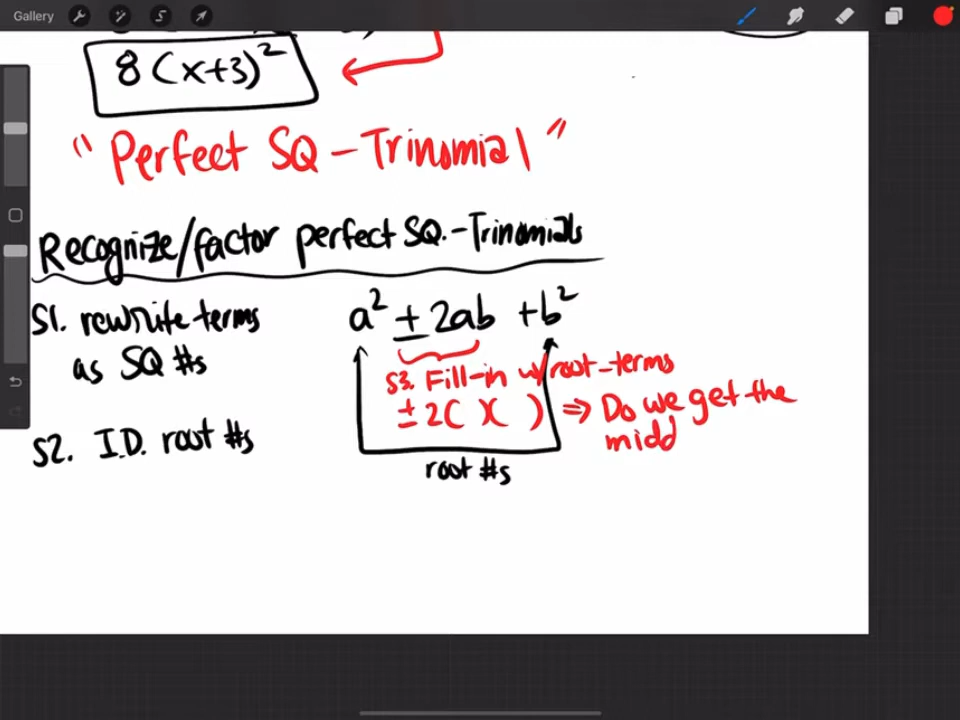 Gallery
8(x+3)²
"Perfect SQ-Trinomial"
Recognize/factor perfect SQ.-Trinomials
S1. rewrite terms
as SQ #s
a² ± 2ab +b²
S3. Fill-in w/ root-terms
±2( )( ) ⇒ Do we get the
midd
S2. I.D. root #s
root #s